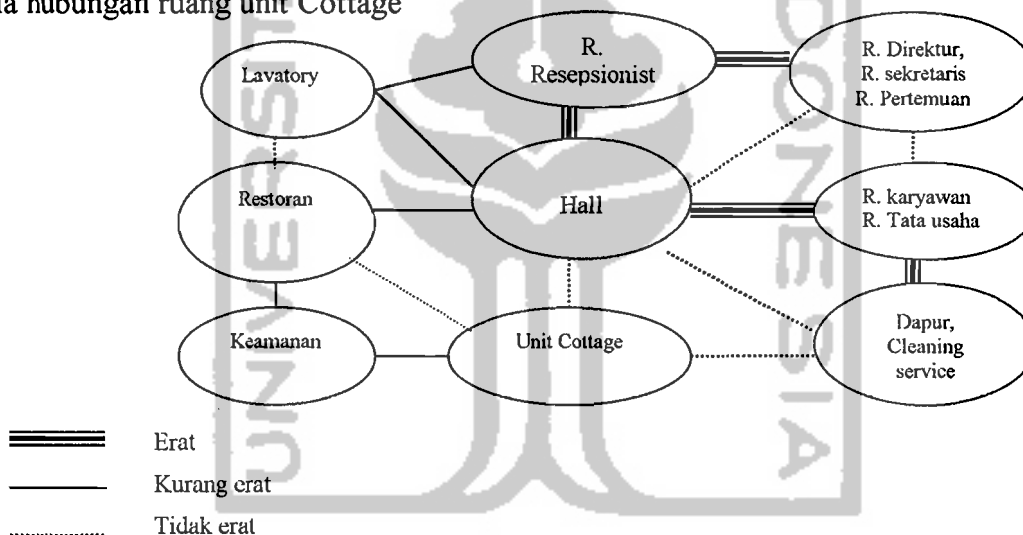 hubungan ruang unit Cottage
Lavatory
R.
Resepsionist
R. Direktur,
R. sekretaris
R. Pertemuan
Restoran
Hall
R. karyawan
R. Tata usaha
Keamanan
Unit Cottage
Dapur,
Cleaning
service
Erat
Kurang erat
Tidak erat